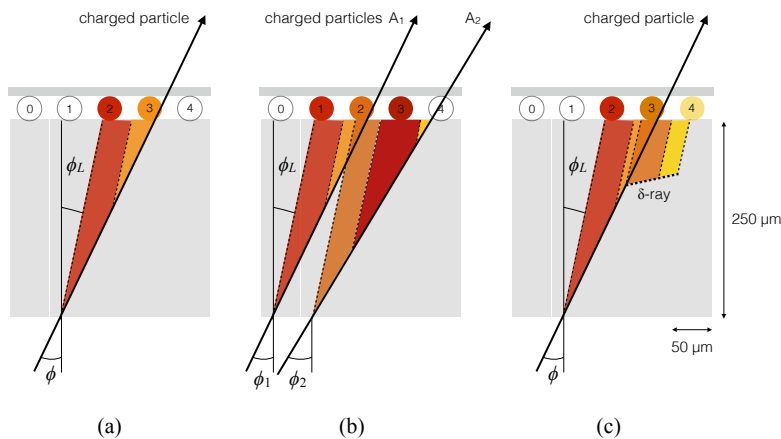 charged particle
charged particles A₁ A₂
charged particle
0 1 2 3 4
0 1 2 3 4
0 1 2 3 4
ϕL
ϕL
ϕL
δ-ray
250 µm
50 µm
ϕ
ϕ₁ ϕ₂
ϕ
(a) (b) (c)